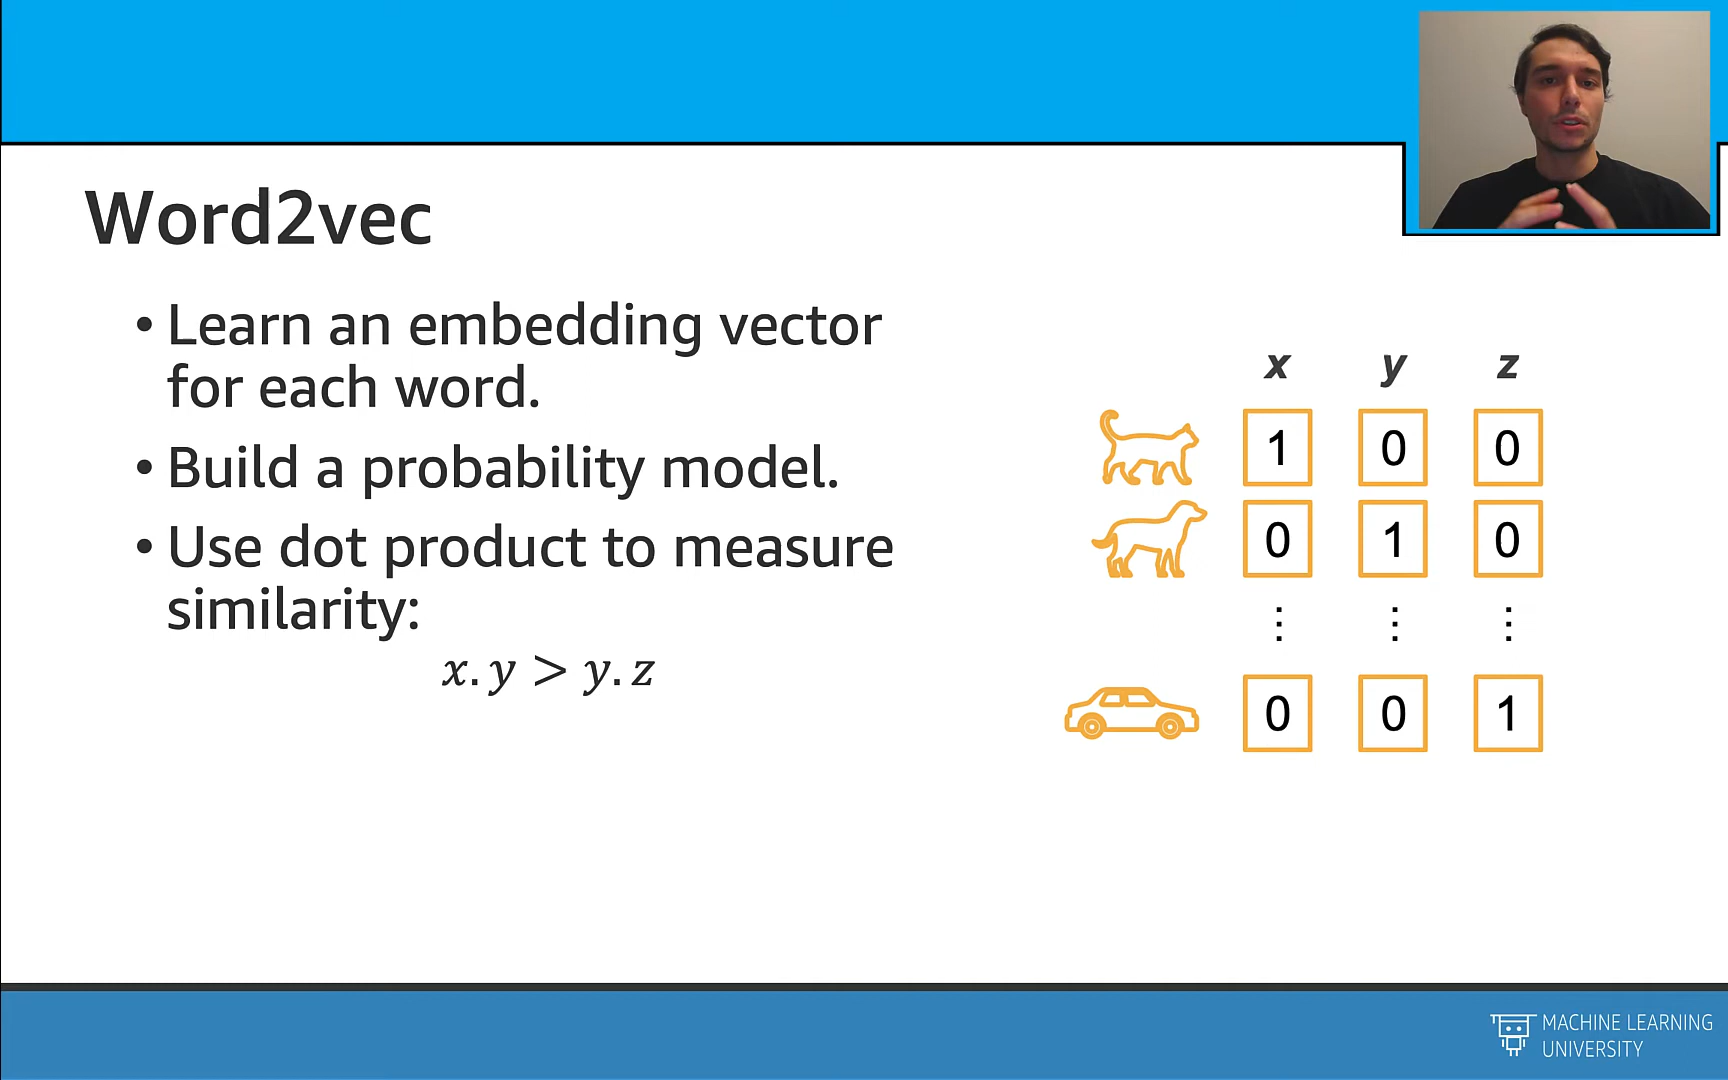 Word2vec
• Learn an embedding vector
for each word.
• Build a probability model.
• Use dot product to measure
similarity:
x.y > y.z
x y z
1 0 0
0 1 0
⋮ ⋮ ⋮
0 0 1
MACHINE LEARNING
UNIVERSITY